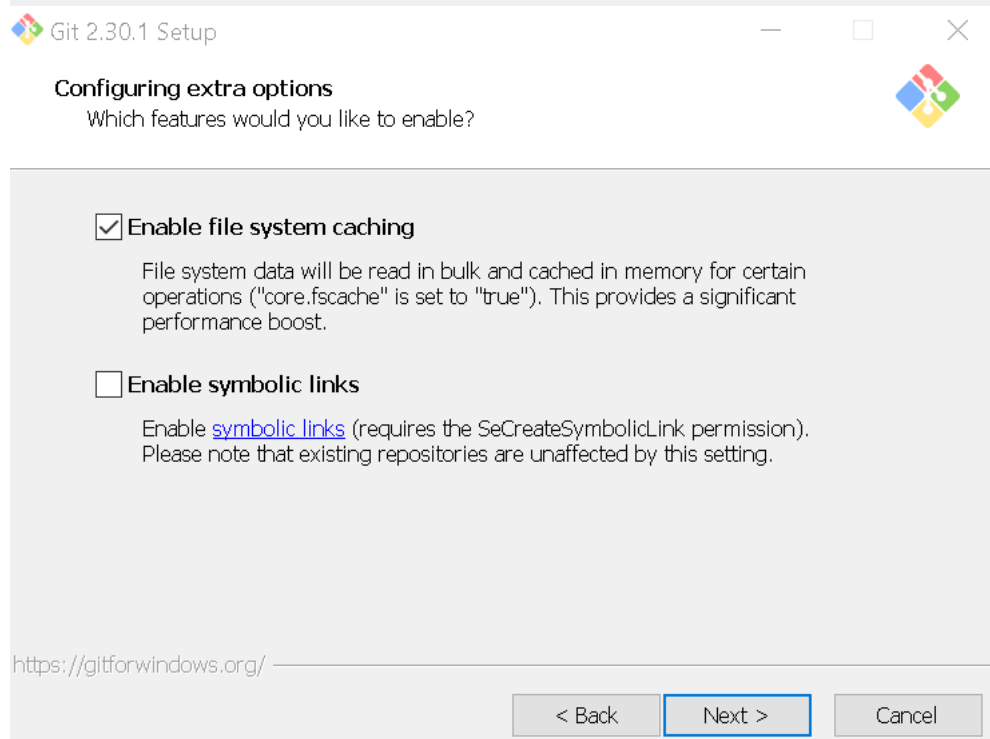 Git 2.30.1 Setup
Configuring extra options
Which features would you like to enable?
Enable file system caching
File system data will be read in bulk and cached in memory for certain
operations ("core.fscache" is set to "true"). This provides a significant
performance boost.
Enable symbolic links
Enable symbolic links (requires the SeCreateSymbolicLink permission).
Please note that existing repositories are unaffected by this setting.
https://gitforwindows.org/
< Back
Next >
Cancel